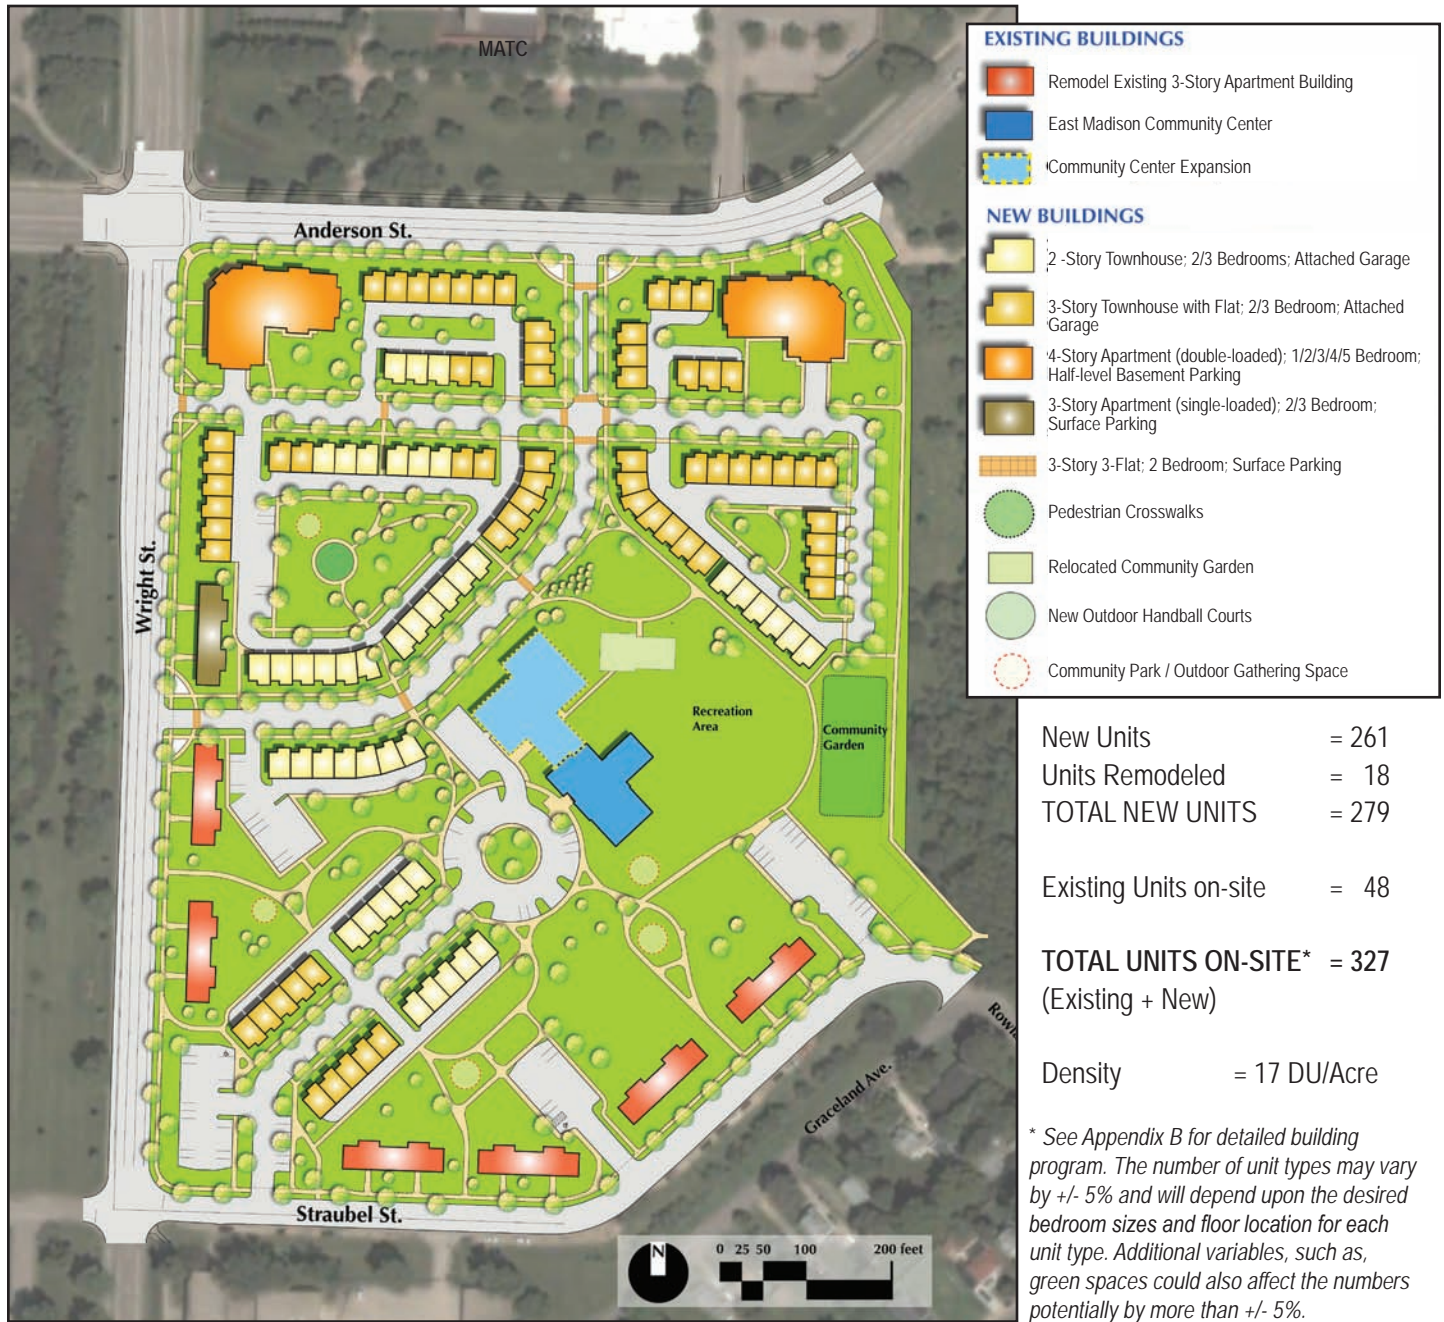 MATC
Anderson St.
Wright St.
Recreation
Area
Community
Garden
Graceland Ave.
Straubel St.
N
0 25 50 100 200 feet
EXISTING BUILDINGS
Remodel Existing 3-Story Apartment Building
East Madison Community Center
Community Center Expansion
NEW BUILDINGS
2 -Story Townhouse; 2/3 Bedrooms; Attached Garage
3-Story Townhouse with Flat; 2/3 Bedroom; Attached
Garage
4-Story Apartment (double-loaded); 1/2/3/4/5 Bedroom;
Half-level Basement Parking
3-Story Apartment (single-loaded); 2/3 Bedroom;
Surface Parking
3-Story 3-Flat; 2 Bedroom; Surface Parking
Pedestrian Crosswalks
Relocated Community Garden
New Outdoor Handball Courts
Community Park / Outdoor Gathering Space
New Units = 261
Units Remodeled = 18
TOTAL NEW UNITS = 279
Existing Units on-site = 48
TOTAL UNITS ON-SITE* = 327
(Existing + New)
Density = 17 DU/Acre
* See Appendix B for detailed building
program. The number of unit types may vary
by +/- 5% and will depend upon the desired
bedroom sizes and floor location for each
unit type. Additional variables, such as,
green spaces could also affect the numbers
potentially by more than +/- 5%.